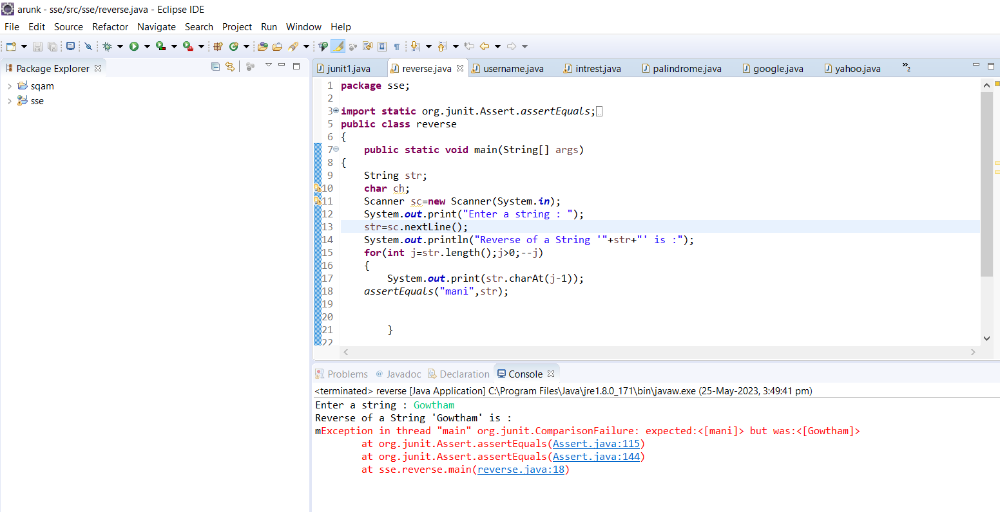 arunk - sse/src/sse/reverse.java - Eclipse IDE
File Edit Source Refactor Navigate Search Project Run Window Help
Package Explorer
sqam
sse
junit1.java reverse.java username.java intrest.java palindrome.java google.java yahoo.java »2
1 package sse;
2
3 import static org.junit.Assert.assertEquals;
5 public class reverse
6 {
7     public static void main(String[] args)
8 {
9     String str;
10     char ch;
11     Scanner sc=new Scanner(System.in);
12     System.out.print("Enter a string : ");
13     str=sc.nextLine();
14     System.out.println("Reverse of a String '"+str+"' is :");
15     for(int j=str.length();j>0;--j)
16     {
17         System.out.print(str.charAt(j-1));
18     assertEquals("mani",str);
19
20
21         }
22
Problems @ Javadoc Declaration Console
<terminated> reverse [Java Application] C:\Program Files\Java\jre1.8.0_171\bin\javaw.exe (25-May-2023, 3:49:41 pm)
Enter a string : Gowtham
Reverse of a String 'Gowtham' is :
mException in thread "main" org.junit.ComparisonFailure: expected:<[mani]> but was:<[Gowtham]>
        at org.junit.Assert.assertEquals(Assert.java:115)
        at org.junit.Assert.assertEquals(Assert.java:144)
        at sse.reverse.main(reverse.java:18)